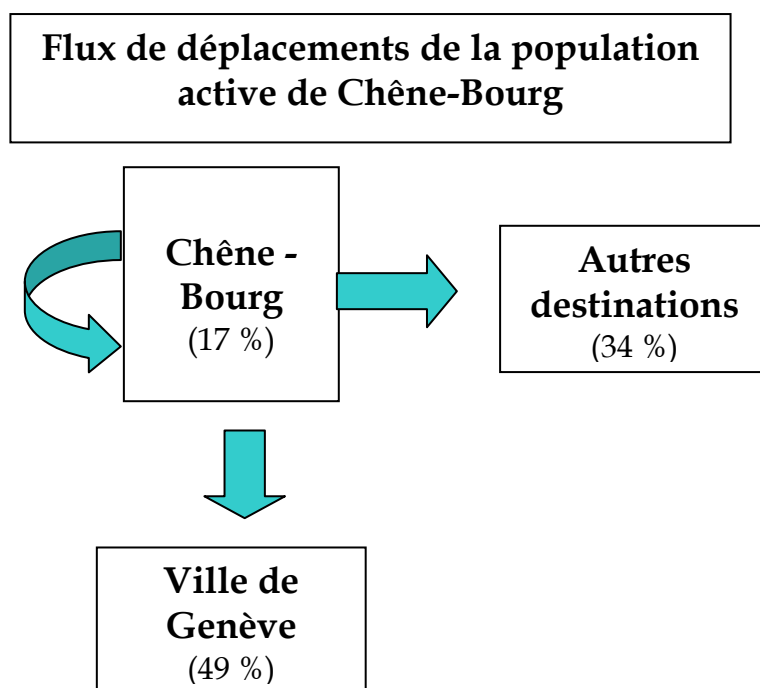 Flux de déplacements de la population
active de Chêne-Bourg
Chêne -
Bourg
(17 %)
Autres
destinations
(34 %)
Ville de
Genève
(49 %)